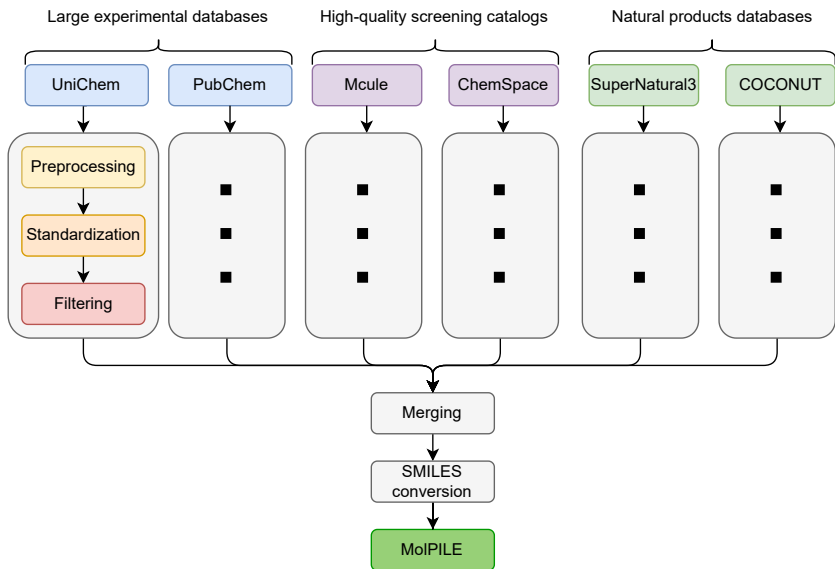 Large experimental databases
High-quality screening catalogs
Natural products databases
UniChem
PubChem
Mcule
ChemSpace
SuperNatural3
COCONUT
Preprocessing
Standardization
Filtering
Merging
SMILES
conversion
MolPILE